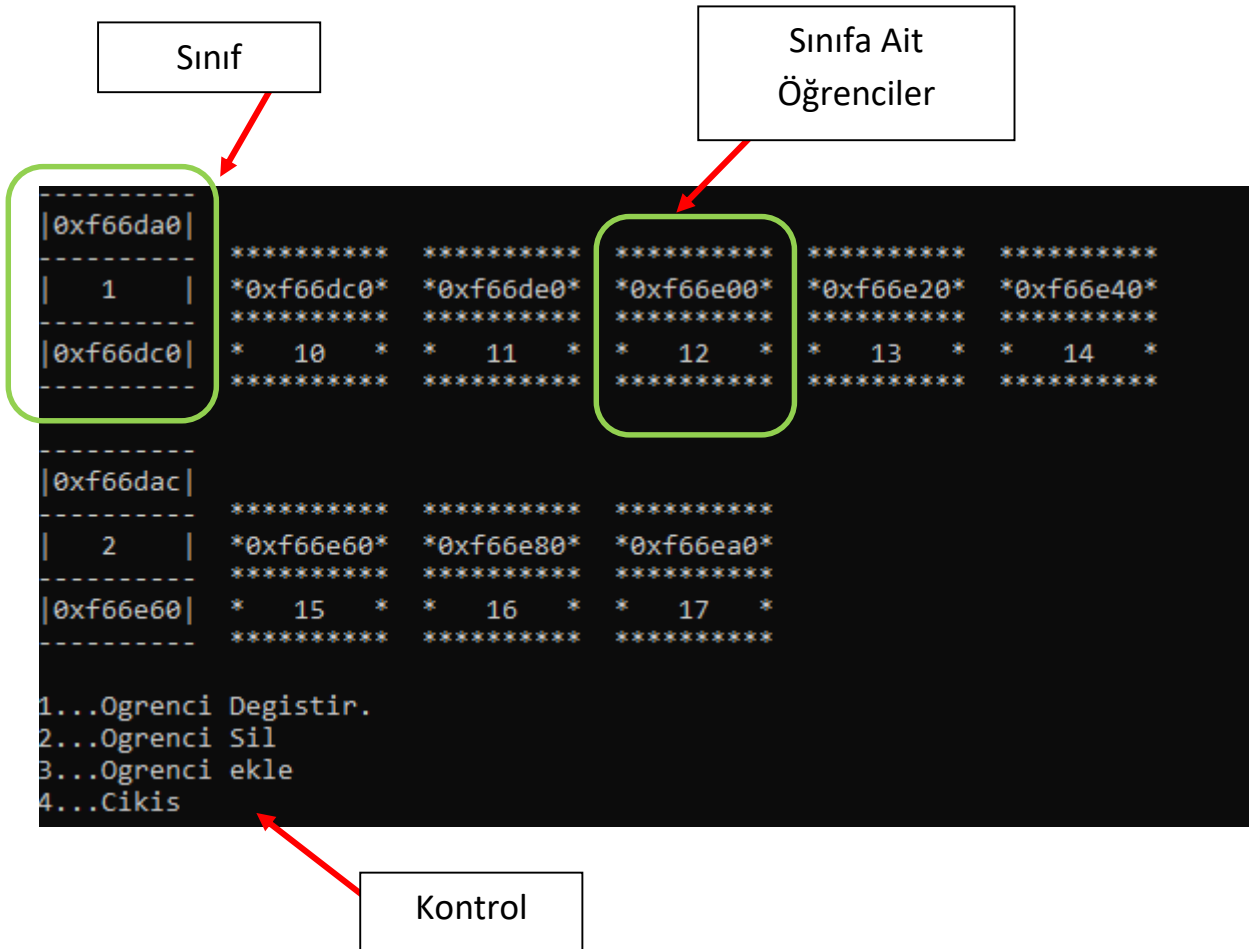 Sınıf
Sınıfa Ait
Öğrenciler
----------
|0xf66da0|
---------- ********** ********** ********** ********** **********
| 1 | *0xf66dc0* *0xf66de0* *0xf66e00* *0xf66e20* *0xf66e40*
---------- ********** ********** ********** ********** **********
|0xf66dc0| * 10 * * 11 * * 12 * * 13 * * 14 *
---------- ********** ********** ********** ********** **********
----------
|0xf66dac|
---------- ********** ********** **********
| 2 | *0xf66e60* *0xf66e80* *0xf66ea0*
---------- ********** ********** **********
|0xf66e60| * 15 * * 16 * * 17 *
---------- ********** ********** **********
1...Ogrenci Degistir.
2...Ogrenci Sil
3...Ogrenci ekle
4...Cikis
Kontrol